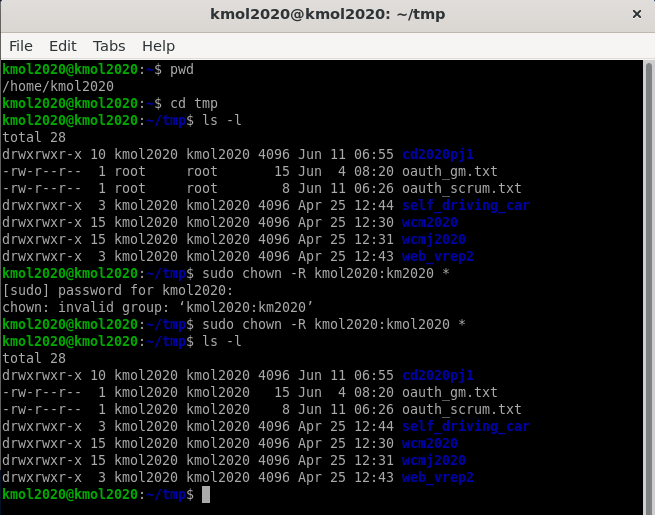 kmol2020@kmol2020: ~/tmp ×
File Edit Tabs Help
kmol2020@kmol2020:~$ pwd
/home/kmol2020
kmol2020@kmol2020:~$ cd tmp
kmol2020@kmol2020:~/tmp$ ls -l
total 28
drwxrwxr-x 10 kmol2020 kmol2020 4096 Jun 11 06:55 cd2020pj1
-rw-r--r--  1 root     root       15 Jun  4 08:20 oauth_gm.txt
-rw-r--r--  1 root     root        8 Jun 11 06:26 oauth_scrum.txt
drwxrwxr-x  3 kmol2020 kmol2020 4096 Apr 25 12:44 self_driving_car
drwxrwxr-x 15 kmol2020 kmol2020 4096 Apr 25 12:30 wcm2020
drwxrwxr-x 15 kmol2020 kmol2020 4096 Apr 25 12:31 wcmj2020
drwxrwxr-x  3 kmol2020 kmol2020 4096 Apr 25 12:43 web_vrep2
kmol2020@kmol2020:~/tmp$ sudo chown -R kmol2020:km2020 *
[sudo] password for kmol2020:
chown: invalid group: ‘kmol2020:km2020’
kmol2020@kmol2020:~/tmp$ sudo chown -R kmol2020:kmol2020 *
kmol2020@kmol2020:~/tmp$ ls -l
total 28
drwxrwxr-x 10 kmol2020 kmol2020 4096 Jun 11 06:55 cd2020pj1
-rw-r--r--  1 kmol2020 kmol2020   15 Jun  4 08:20 oauth_gm.txt
-rw-r--r--  1 kmol2020 kmol2020    8 Jun 11 06:26 oauth_scrum.txt
drwxrwxr-x  3 kmol2020 kmol2020 4096 Apr 25 12:44 self_driving_car
drwxrwxr-x 15 kmol2020 kmol2020 4096 Apr 25 12:30 wcm2020
drwxrwxr-x 15 kmol2020 kmol2020 4096 Apr 25 12:31 wcmj2020
drwxrwxr-x  3 kmol2020 kmol2020 4096 Apr 25 12:43 web_vrep2
kmol2020@kmol2020:~/tmp$